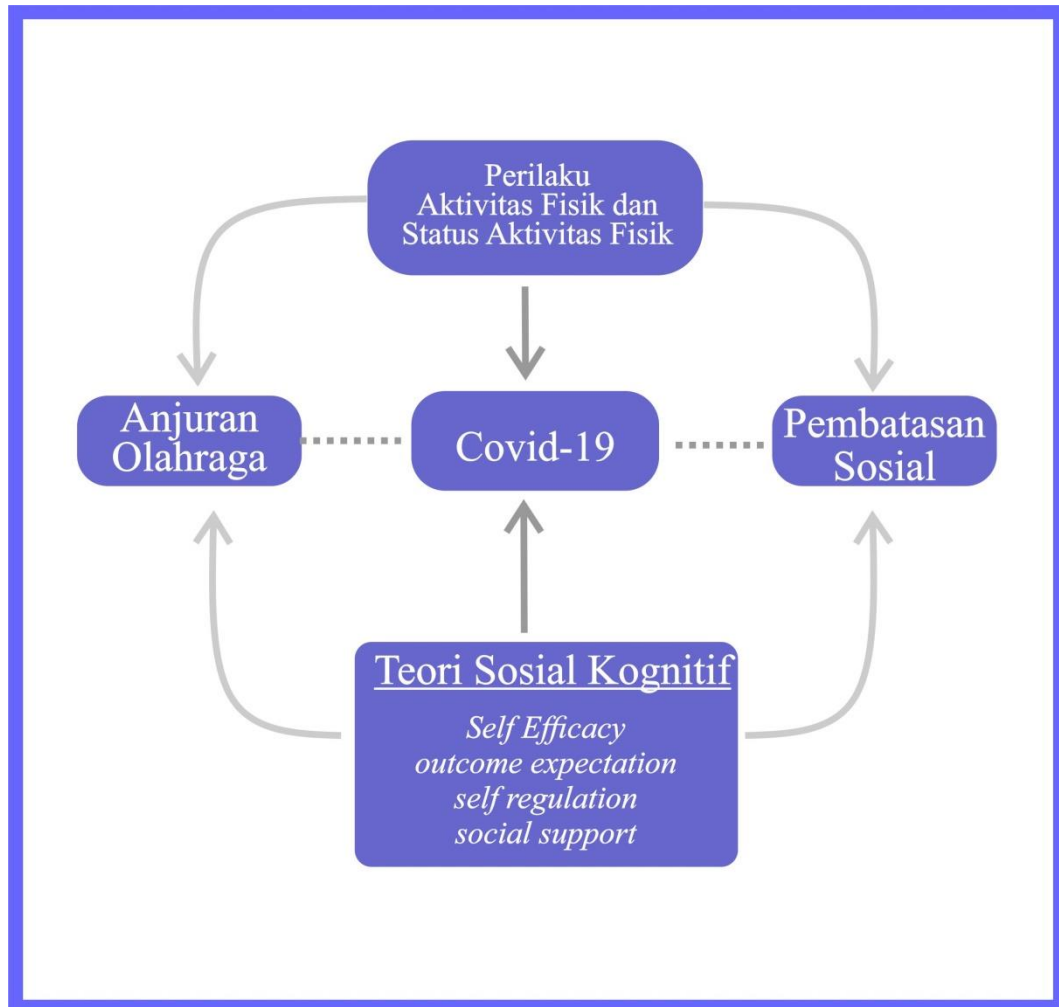 Perilaku
Aktivitas Fisik dan
Status Aktivitas Fisik
Anjuran
Olahraga
Covid-19
Pembatasan
Sosial
Teori Sosial Kognitif
Self Efficacy
outcome expectation
self regulation
social support